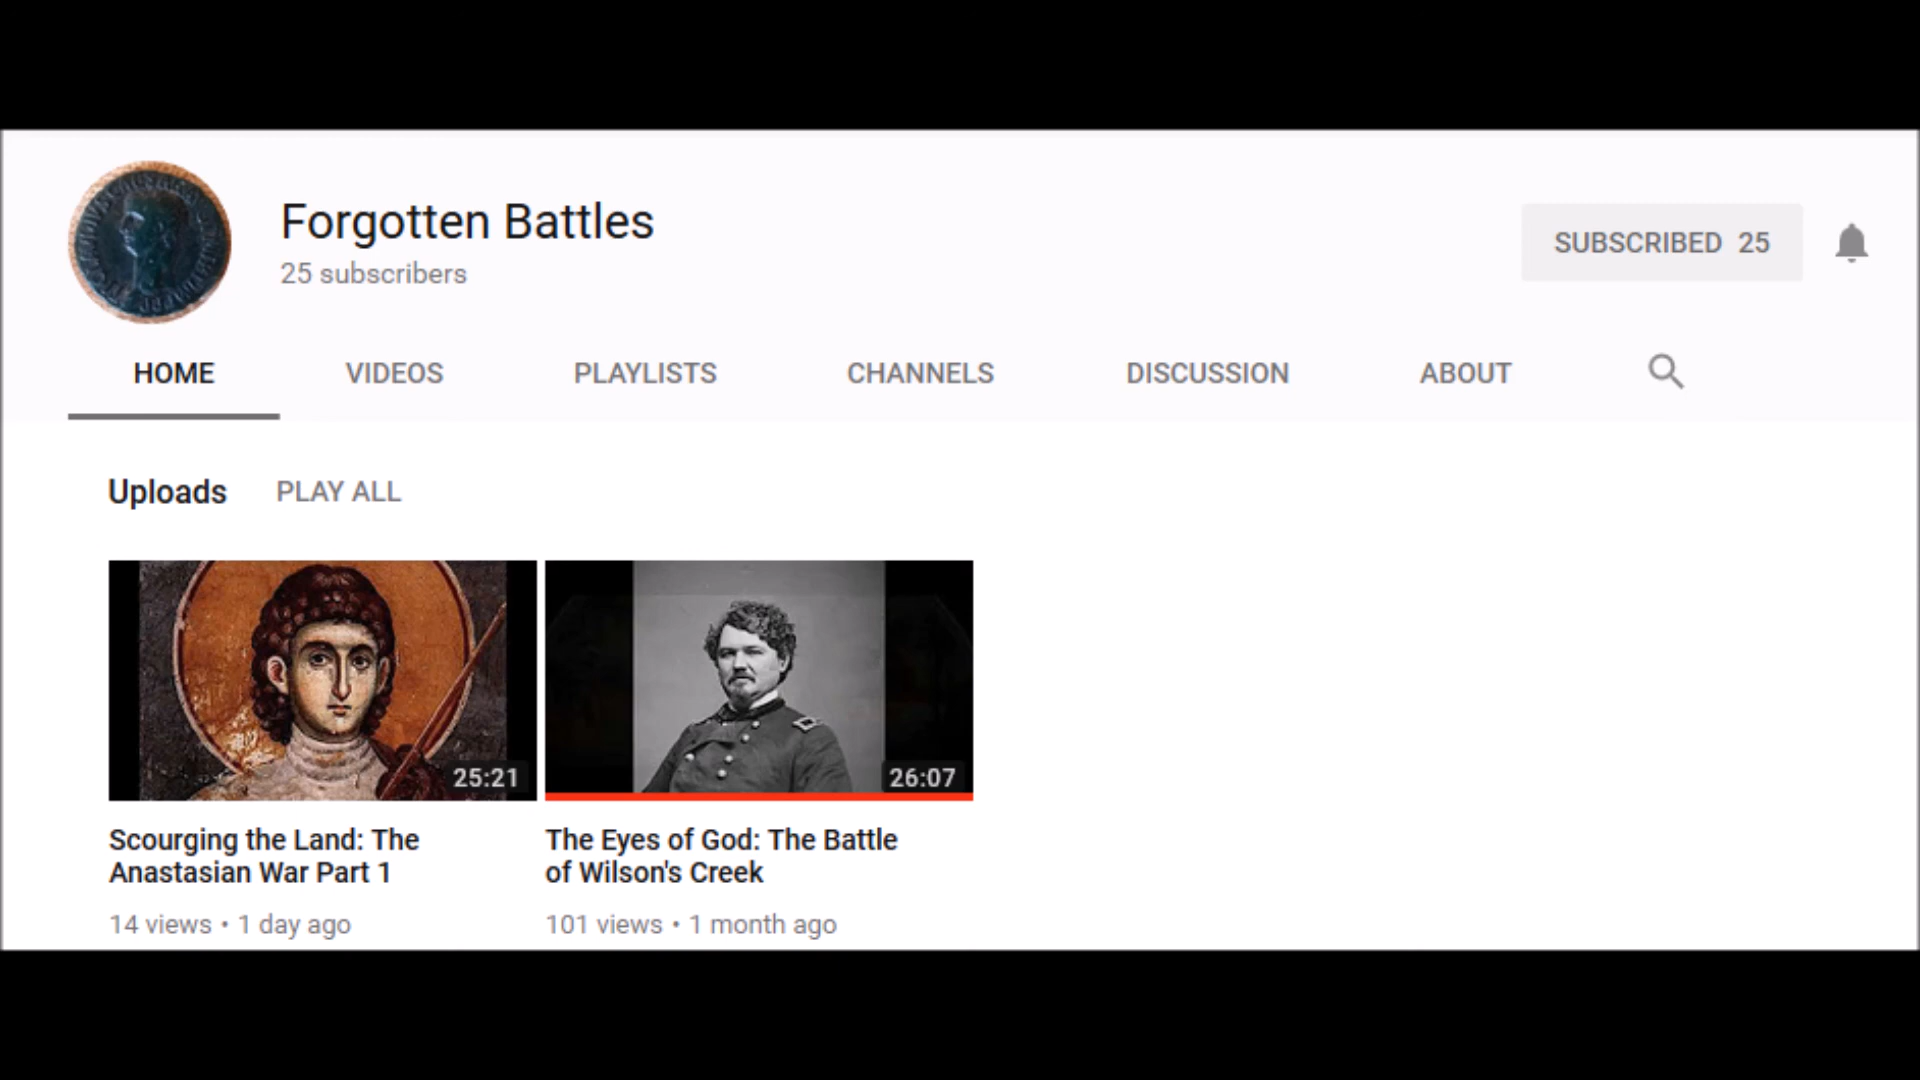 Forgotten Battles
25 subscribers
SUBSCRIBED 25
HOME VIDEOS PLAYLISTS CHANNELS DISCUSSION ABOUT
Uploads PLAY ALL
25:21
26:07
Scourging the Land: The
Anastasian War Part 1
14 views • 1 day ago
The Eyes of God: The Battle
of Wilson's Creek
101 views • 1 month ago